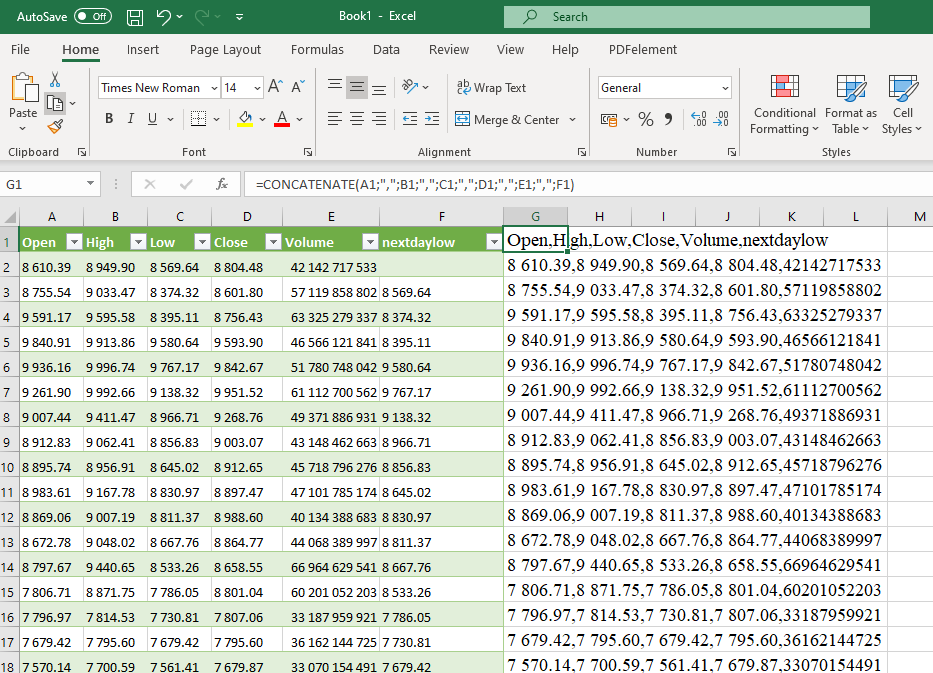 AutoSave Off Book1 - Excel Search
File Home Insert Page Layout Formulas Data Review View Help PDFelement
Times New Roman 14 A A Wrap Text General
Paste B I U A Merge & Center % Conditional Formatting Format as Table Cell Styles
Clipboard Font Alignment Number Styles
G1 fx =CONCATENATE(A1;",";B1;",";C1;",";D1;",";E1;",";F1)
A B C D E F G H I J K L M
1 Open High Low Close Volume nextdaylow Open,High,Low,Close,Volume,nextdaylow
2 8 610.39 8 949.90 8 569.64 8 804.48 42 142 717 533 8 610.39,8 949.90,8 569.64,8 804.48,42142717533
3 8 755.54 9 033.47 8 374.32 8 601.80 57 119 858 802 8 569.64 8 755.54,9 033.47,8 374.32,8 601.80,57119858802
4 9 591.17 9 595.58 8 395.11 8 756.43 63 325 279 337 8 374.32 9 591.17,9 595.58,8 395.11,8 756.43,63325279337
5 9 840.91 9 913.86 9 580.64 9 593.90 46 566 121 841 8 395.11 9 840.91,9 913.86,9 580.64,9 593.90,46566121841
6 9 936.16 9 996.74 9 767.17 9 842.67 51 780 748 042 9 580.64 9 936.16,9 996.74,9 767.17,9 842.67,51780748042
7 9 261.90 9 992.66 9 138.32 9 951.52 61 112 700 562 9 767.17 9 261.90,9 992.66,9 138.32,9 951.52,61112700562
8 9 007.44 9 411.47 8 966.71 9 268.76 49 371 886 931 9 138.32 9 007.44,9 411.47,8 966.71,9 268.76,49371886931
9 8 912.83 9 062.41 8 856.83 9 003.07 43 148 462 663 8 966.71 8 912.83,9 062.41,8 856.83,9 003.07,43148462663
10 8 895.74 8 956.91 8 645.02 8 912.65 45 718 796 276 8 856.83 8 895.74,8 956.91,8 645.02,8 912.65,45718796276
11 8 983.61 9 167.78 8 830.97 8 897.47 47 101 785 174 8 645.02 8 983.61,9 167.78,8 830.97,8 897.47,47101785174
12 8 869.06 9 007.19 8 811.37 8 988.60 40 134 388 683 8 830.97 8 869.06,9 007.19,8 811.37,8 988.60,40134388683
13 8 672.78 9 048.02 8 667.76 8 864.77 44 068 389 997 8 811.37 8 672.78,9 048.02,8 667.76,8 864.77,44068389997
14 8 797.67 9 440.65 8 533.26 8 658.55 66 964 629 541 8 667.76 8 797.67,9 440.65,8 533.26,8 658.55,66964629541
15 7 806.71 8 871.75 7 786.05 8 801.04 60 201 052 203 8 533.26 7 806.71,8 871.75,7 786.05,8 801.04,60201052203
16 7 796.97 7 814.53 7 730.81 7 807.06 33 187 959 921 7 786.05 7 796.97,7 814.53,7 730.81,7 807.06,33187959921
17 7 679.42 7 795.60 7 679.42 7 795.60 36 162 144 725 7 730.81 7 679.42,7 795.60,7 679.42,7 795.60,36162144725
18 7 570.14 7 700.59 7 561.41 7 679.87 33 070 154 491 7 679.42 7 570.14,7 700.59,7 561.41,7 679.87,33070154491